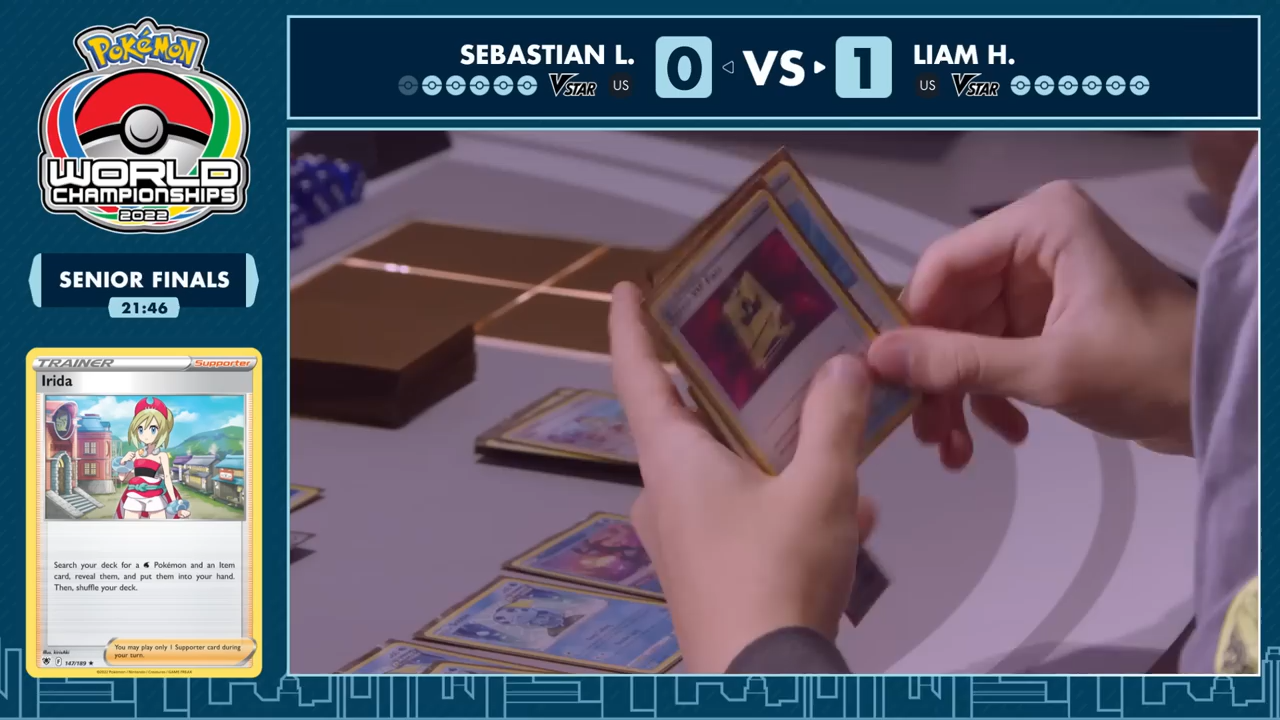 Pokémon
WORLD
CHAMPIONSHIPS
2022
SENIOR FINALS
21:46
SEBASTIAN L.
0
VS
1
LIAM H.
VSTAR
US
US
VSTAR
TRAINER
Supporter
Irida
Search your deck for a Pokémon and an Item
card, reveal them, and put them into your hand.
Then, shuffle your deck.
You may play only 1 Supporter card during
your turn.
147/189